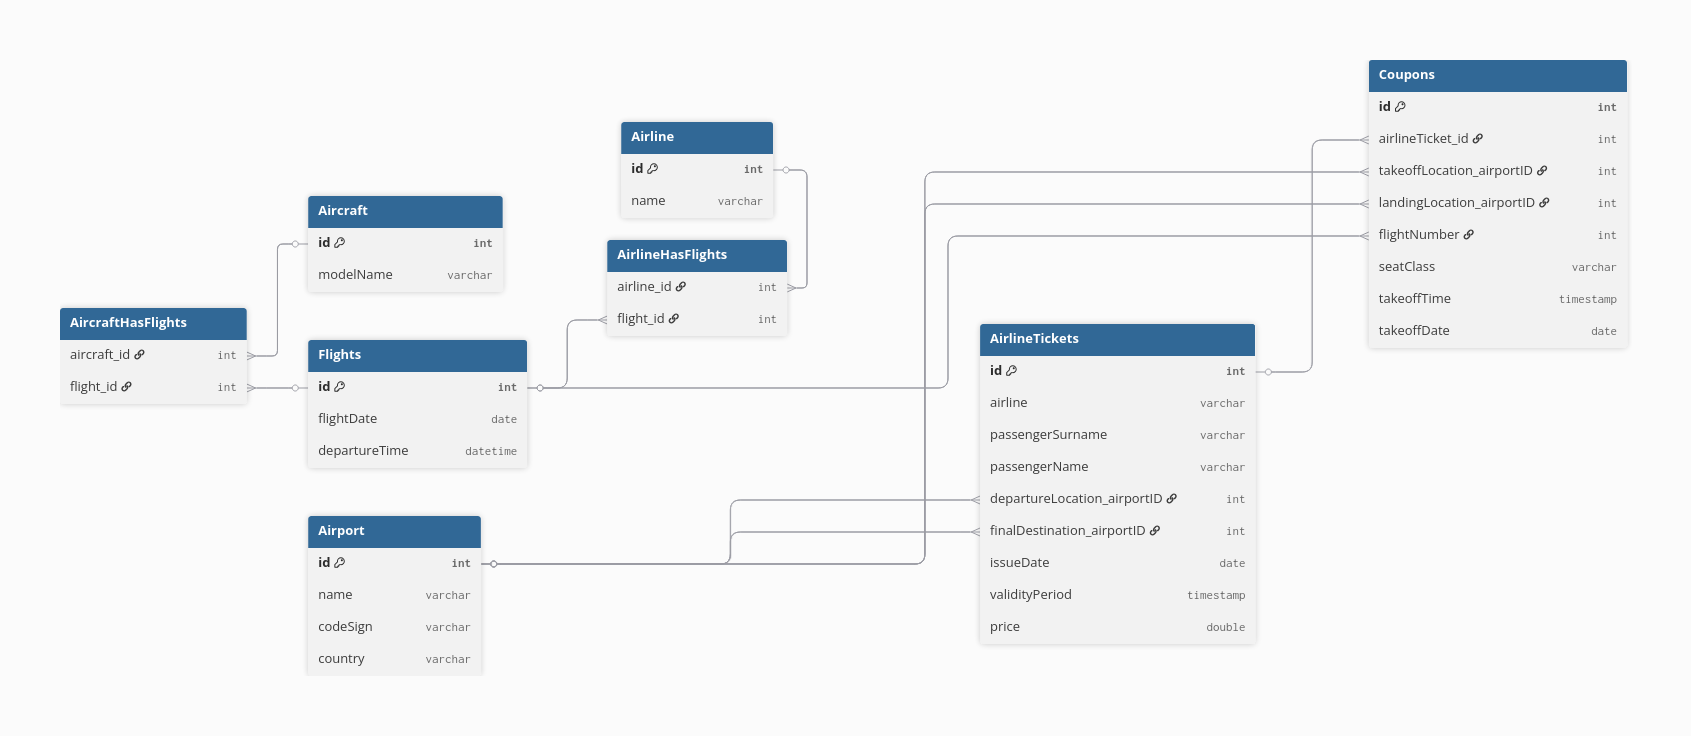 Coupons
id int
airlineTicket_id int
takeoffLocation_airportID int
landingLocation_airportID int
flightNumber int
seatClass varchar
takeoffTime timestamp
takeoffDate date
Airline
id int
name varchar
Aircraft
id int
modelName varchar
AirlineHasFlights
airline_id int
flight_id int
AircraftHasFlights
aircraft_id int
flight_id int
Flights
id int
flightDate date
departureTime datetime
AirlineTickets
id int
airline varchar
passengerSurname varchar
passengerName varchar
departureLocation_airportID int
finalDestination_airportID int
issueDate date
validityPeriod timestamp
price double
Airport
id int
name varchar
codeSign varchar
country varchar